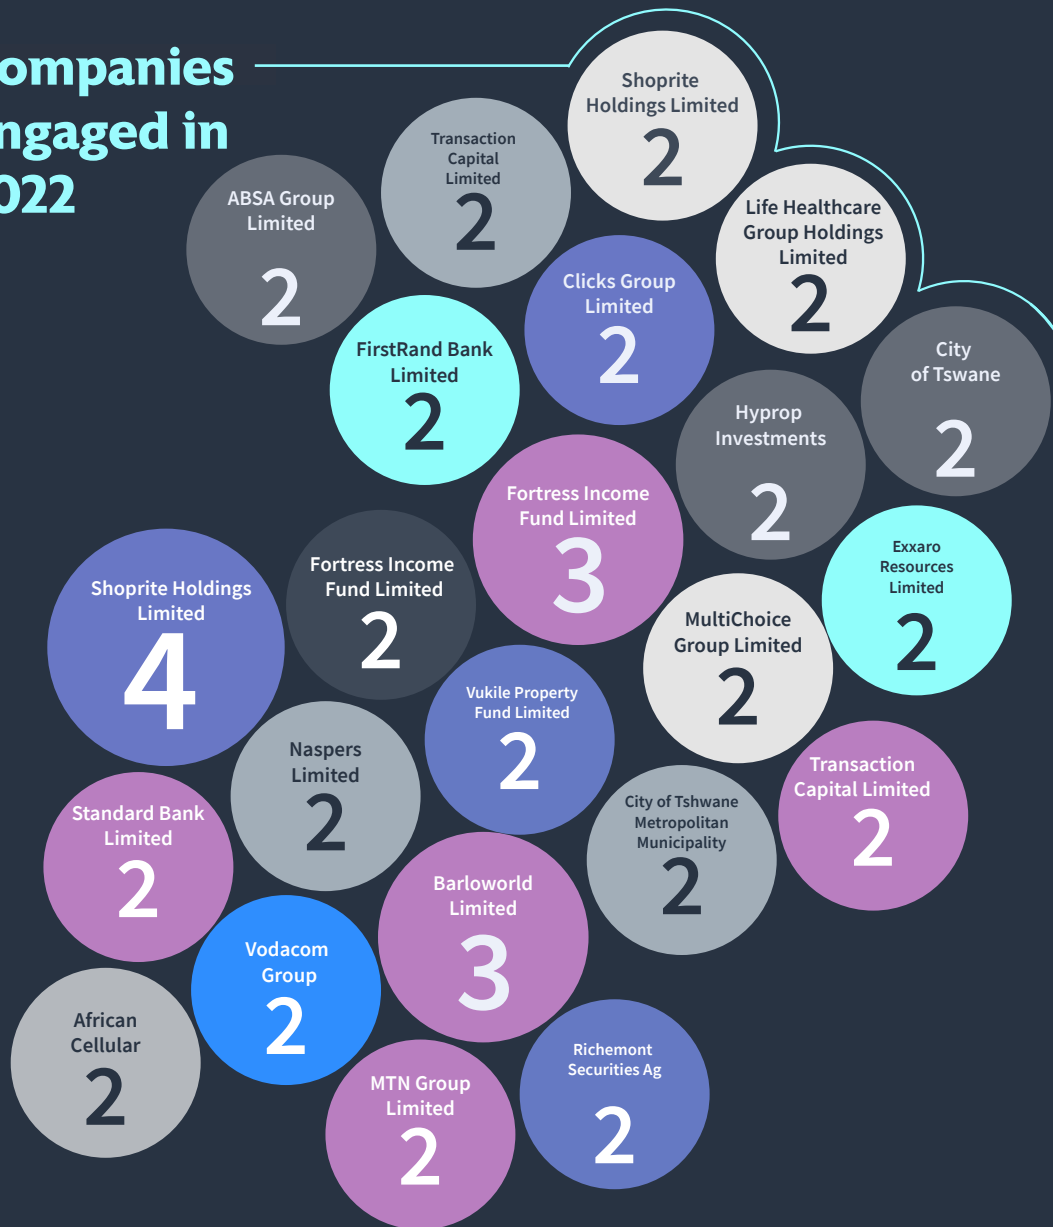 ompanies
ngaged in
022
Shoprite
Holdings Limited
2
Transaction
Capital
Limited
2
ABSA Group
Limited
2
Life Healthcare
Group Holdings
Limited
2
Clicks Group
Limited
2
FirstRand Bank
Limited
2
City
of Tswane
2
Hyprop
Investments
2
Fortress Income
Fund Limited
3
Exxaro
Resources
Limited
2
Fortress Income
Fund Limited
2
Shoprite Holdings
Limited
4
MultiChoice
Group Limited
2
Vukile Property
Fund Limited
2
Naspers
Limited
2
Transaction
Capital Limited
2
City of Tshwane
Metropolitan
Municipality
2
Standard Bank
Limited
2
Barloworld
Limited
3
Vodacom
Group
2
African
Cellular
2
Richemont
Securities Ag
2
MTN Group
Limited
2